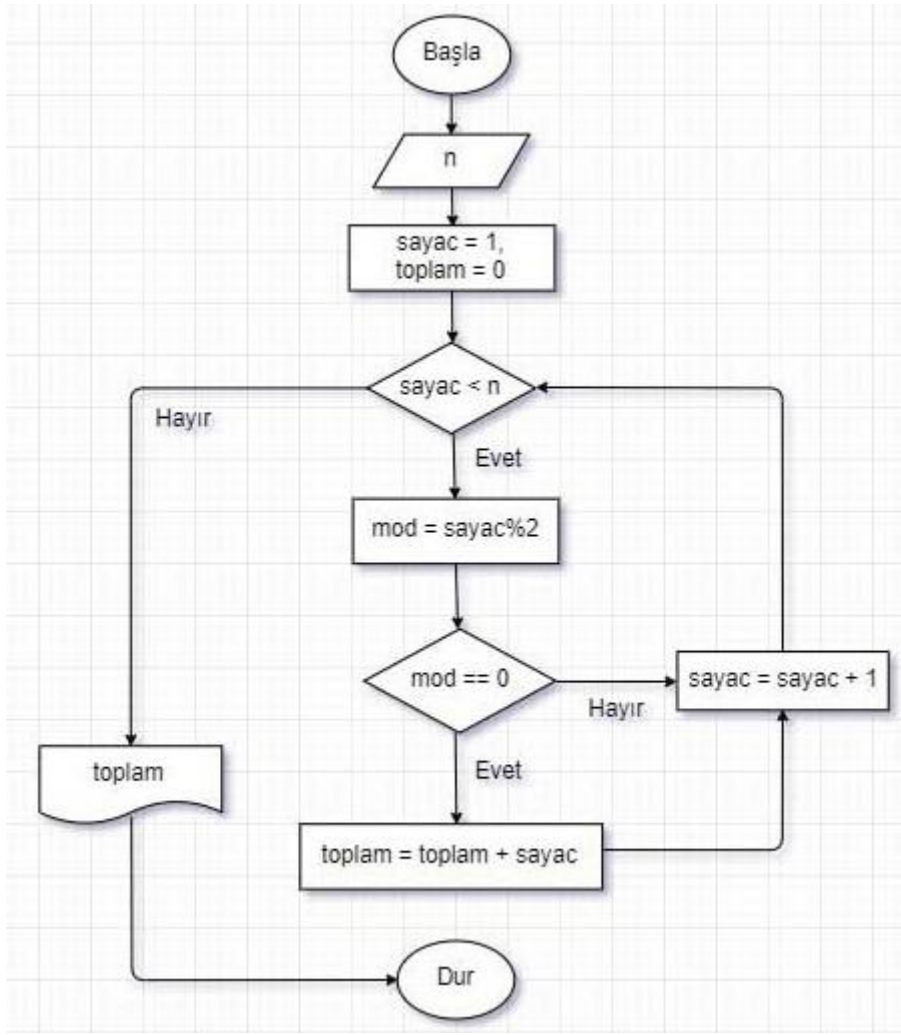 Başla
n
sayac = 1,
toplam = 0
sayac < n
Hayır
Evet
mod = sayac%2
mod == 0
Hayır
sayac = sayac + 1
Evet
toplam
toplam = toplam + sayac
Dur